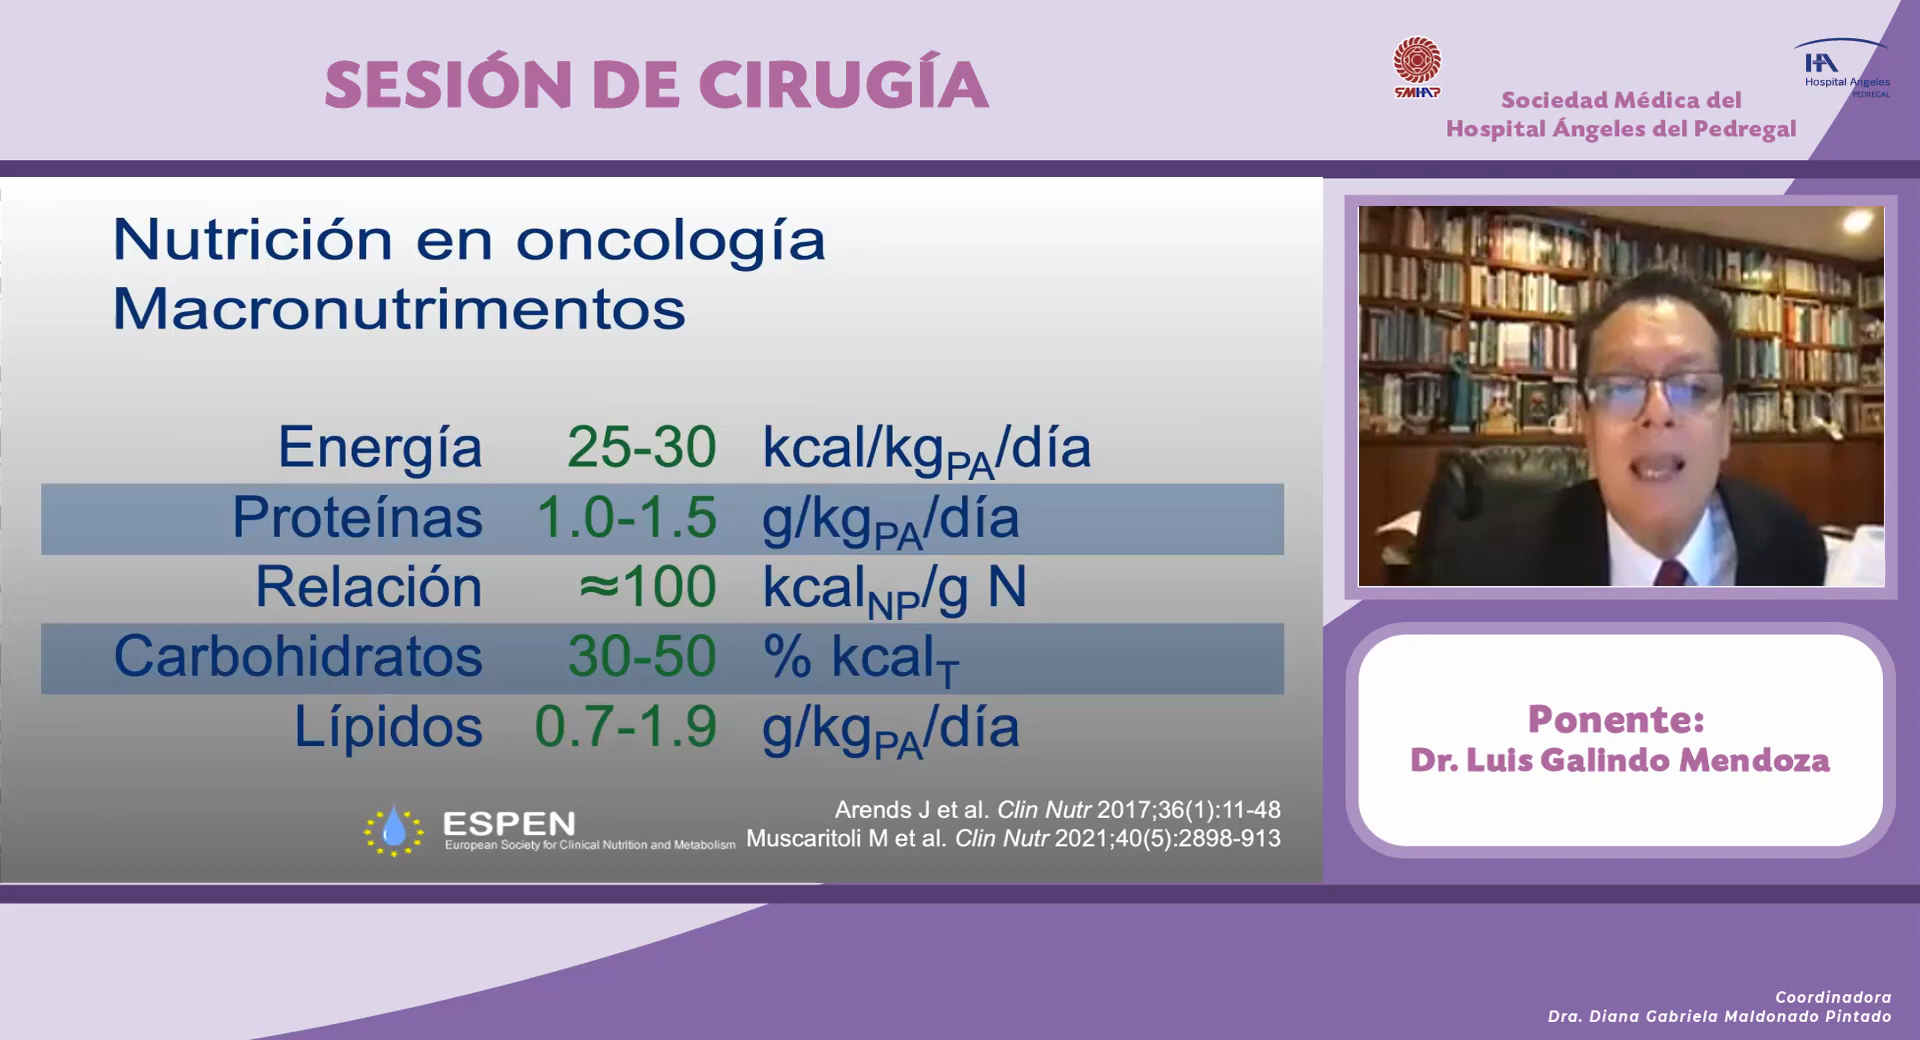 SESIÓN DE CIRUGÍA
SMHAP
Sociedad Médica del
Hospital Ángeles del Pedregal
HA
Hospital Angeles
PEDREGAL
Nutrición en oncología
Macronutrimentos
Energía 25-30 kcal/kgPA/día
Proteínas 1.0-1.5 g/kgPA/día
Relación ≈100 kcalNP/g N
Carbohidratos 30-50 % kcalT
Lípidos 0.7-1.9 g/kgPA/día
ESPEN
European Society for Clinical Nutrition and Metabolism
Arends J et al. Clin Nutr 2017;36(1):11-48
Muscaritoli M et al. Clin Nutr 2021;40(5):2898-913
Ponente:
Dr. Luis Galindo Mendoza
Coordinadora
Dra. Diana Gabriela Maldonado Pintado